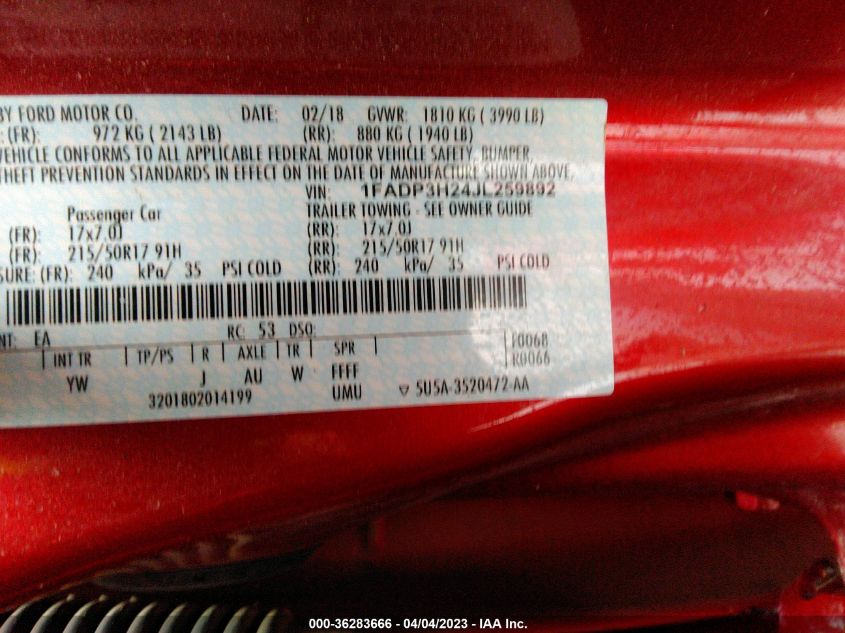 BY FORD MOTOR CO. DATE: 02/18 GVWR: 1810 KG ( 3990 LB)
(FR): 972 KG ( 2143 LB) (RR): 880 KG ( 1940 LB)
VEHICLE CONFORMS TO ALL APPLICABLE FEDERAL MOTOR VEHICLE SAFETY, BUMPER,
THEFT PREVENTION STANDARDS IN EFFECT ON THE DATE OF MANUFACTURE SHOWN ABOVE.
VIN: 1FADP3H24JL259892
Passenger Car TRAILER TOWING - SEE OWNER GUIDE
(FR): 17x7.0J (RR): 17x7.0J
(FR): 215/50R17 91H (RR): 215/50R17 91H
SURE: (FR): 240 kPa/ 35 PSI COLD (RR): 240 kPa/ 35 PSI COLD
NT: EA RC: 53 DSO:
INT TR TP/PS R AXLE TR SPR R0068
R0066
YW J AU W FFFF
3201802014199 UMU ▽ 5U5A-3520472-AA
000-36283666 - 04/04/2023 - IAA Inc.